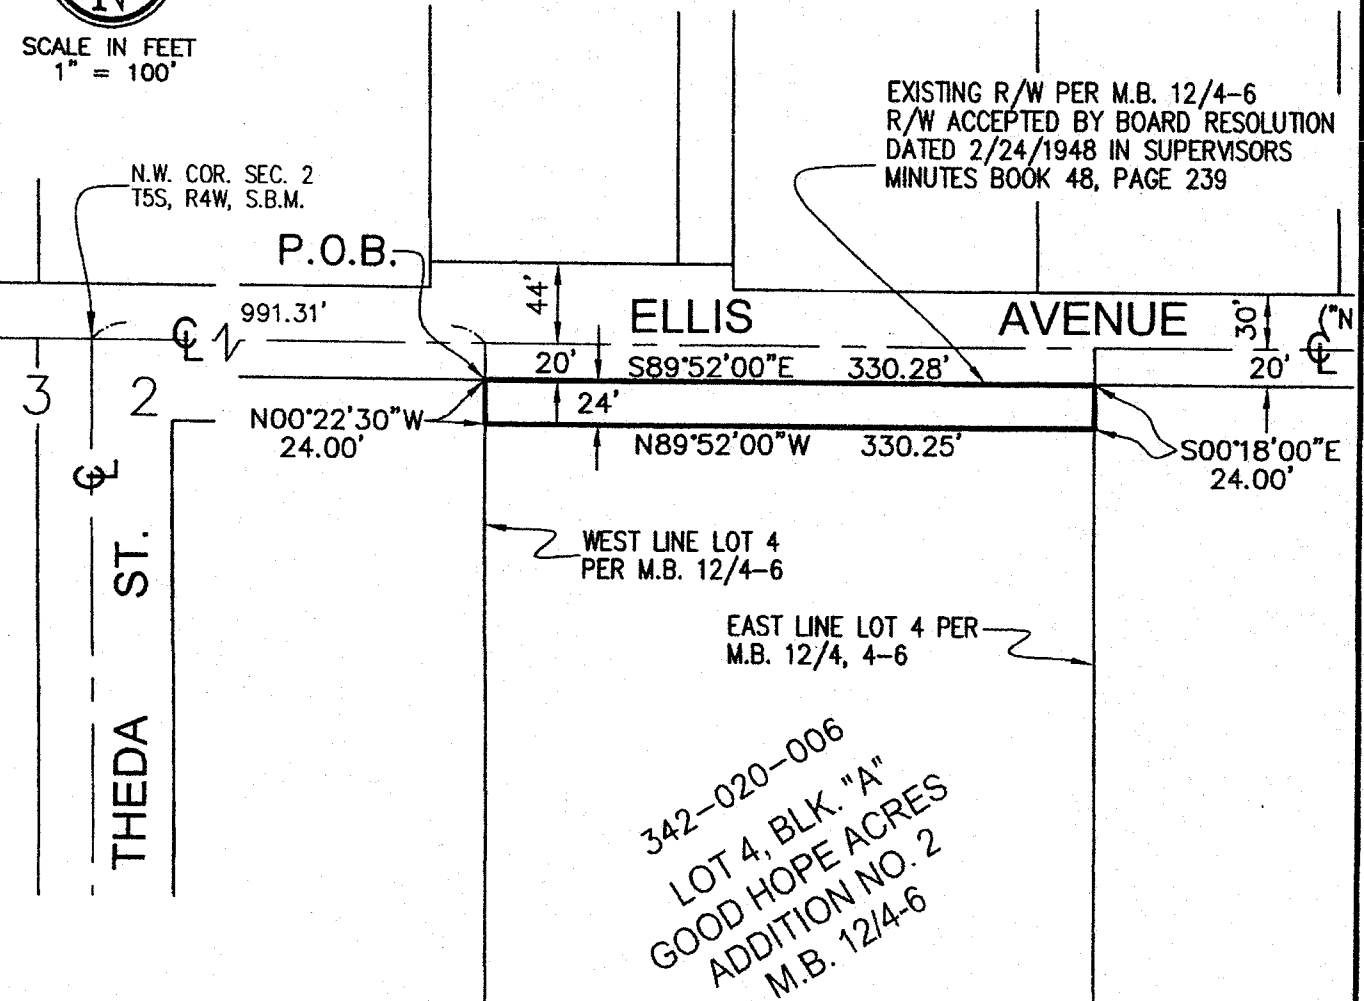 N
SCALE IN FEET
1" = 100'
EXISTING R/W PER M.B. 12/4-6
R/W ACCEPTED BY BOARD RESOLUTION
DATED 2/24/1948 IN SUPERVISORS
MINUTES BOOK 48, PAGE 239
N.W. COR. SEC. 2
T5S, R4W, S.B.M.
P.O.B.
991.31'
44'
ELLIS AVENUE
30'
("N
℄
℄
20'
S89°52'00"E 330.28'
20'
3 2
24'
N00°22'30"W
24.00'
N89°52'00"W 330.25'
S00°18'00"E
24.00'
℄
WEST LINE LOT 4
PER M.B. 12/4-6
THEDA ST.
EAST LINE LOT 4 PER
M.B. 12/4, 4-6
342-020-006
LOT 4, BLK. "A"
GOOD HOPE ACRES
ADDITION NO. 2
M.B. 12/4-6